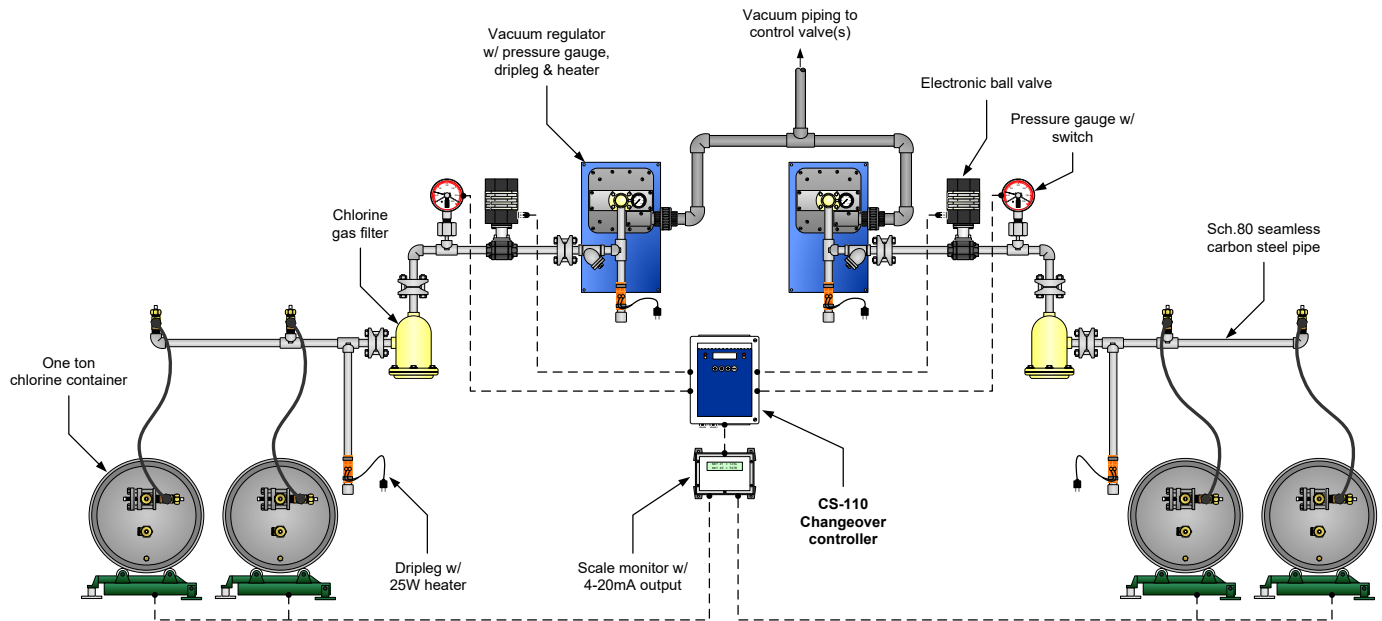 Vacuum piping to
control valve(s)
Vacuum regulator
w/ pressure gauge,
dripleg & heater
Electronic ball valve
Pressure gauge w/
switch
Chlorine
gas filter
Sch.80 seamless
carbon steel pipe
One ton
chlorine container
CS-110
Changeover
controller
Dripleg w/
25W heater
Scale monitor w/
4-20mA output